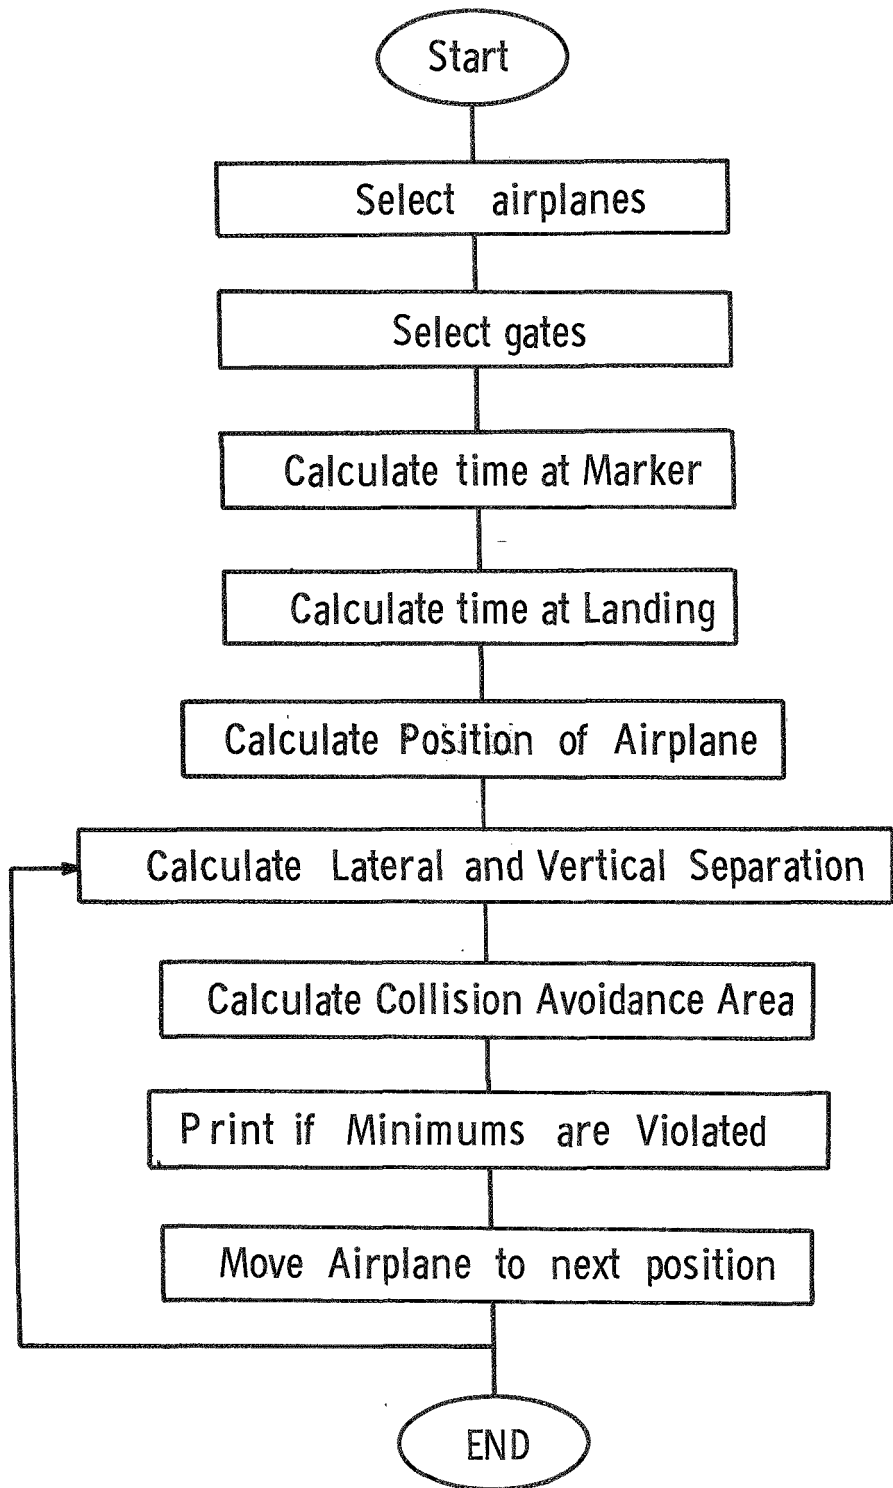 Start
Select airplanes
Select gates
Calculate time at Marker
Calculate time at Landing
Calculate Position of Airplane
Calculate Lateral and Vertical Separation
Calculate Collision Avoidance Area
Print if Minimums are Violated
Move Airplane to next position
END